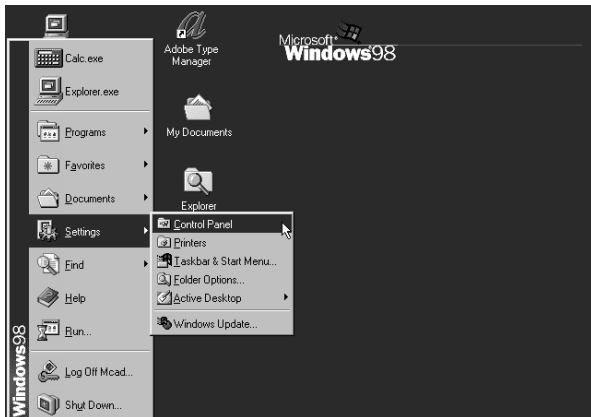 Adobe Type
Manager
Microsoft
Windows98
My Documents
Explorer
Calc.exe
Explorer.exe
Programs
Favorites
Documents
Settings
Find
Help
Run...
Log Off Mcad...
Shut Down...
Windows98
Control Panel
Printers
Taskbar & Start Menu...
Folder Options...
Active Desktop
Windows Update...